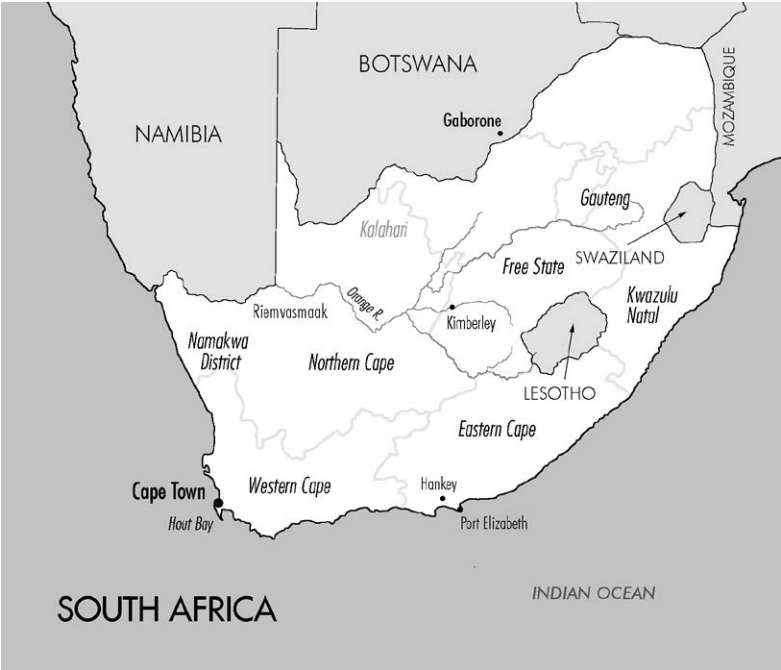 BOTSWANA
MOZAMBIQUE
Gaborone
NAMIBIA
Gauteng
Kalahari
SWAZILAND
Free State
Orange R.
Kwazulu
Natal
Riemvasmaak
Kimberley
Namakwa
District
Northern Cape
LESOTHO
Eastern Cape
Hankey
Western Cape
Cape Town
Hout Bay
Port Elizabeth
INDIAN OCEAN
SOUTH AFRICA